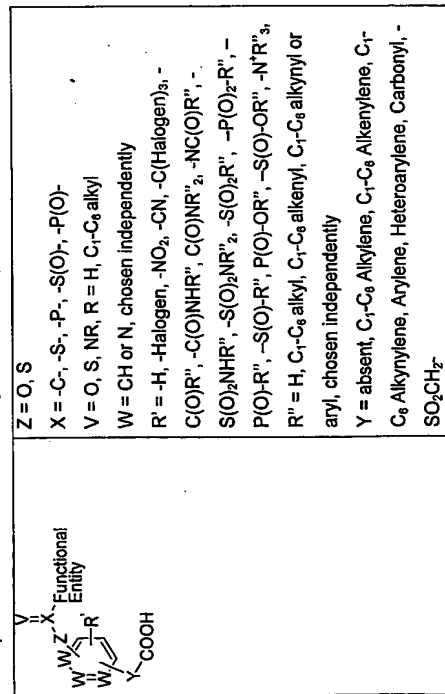 V
X
Functional
Entity
Z
W
W
R'
W=W
Y
COOH
Z = O, S
X = -C-, -S-, -P-, -S(O)-, -P(O)-
V = O, S, NR, R = H, C₁-C₆ alkyl
W = CH or N, chosen independently
R' = -H, -Halogen, -NO₂, -CN, -C(Halogen)₃, -
C(O)R'', -C(O)NHR'', C(O)NR''₂, -NC(O)R'', -
S(O)₂NHR'', -S(O)₂NR''₂, -S(O)₂R'', -P(O)₂-R'', –
P(O)-R'', –S(O)-R'', P(O)-OR'', –S(O)-OR'', -N⁺R''₃,
R'' = H, C₁-C₆ alkyl, C₁-C₆ alkenyl, C₁-C₆ alkynyl or
aryl, chosen independently
Y = absent, C₁-C₆ Alkylene, C₁-C₆ Alkenylene, C₁-
C₆ Alkynylene, Arylene, Heteroarylene, Carbonyl, -
SO₂CH₂-